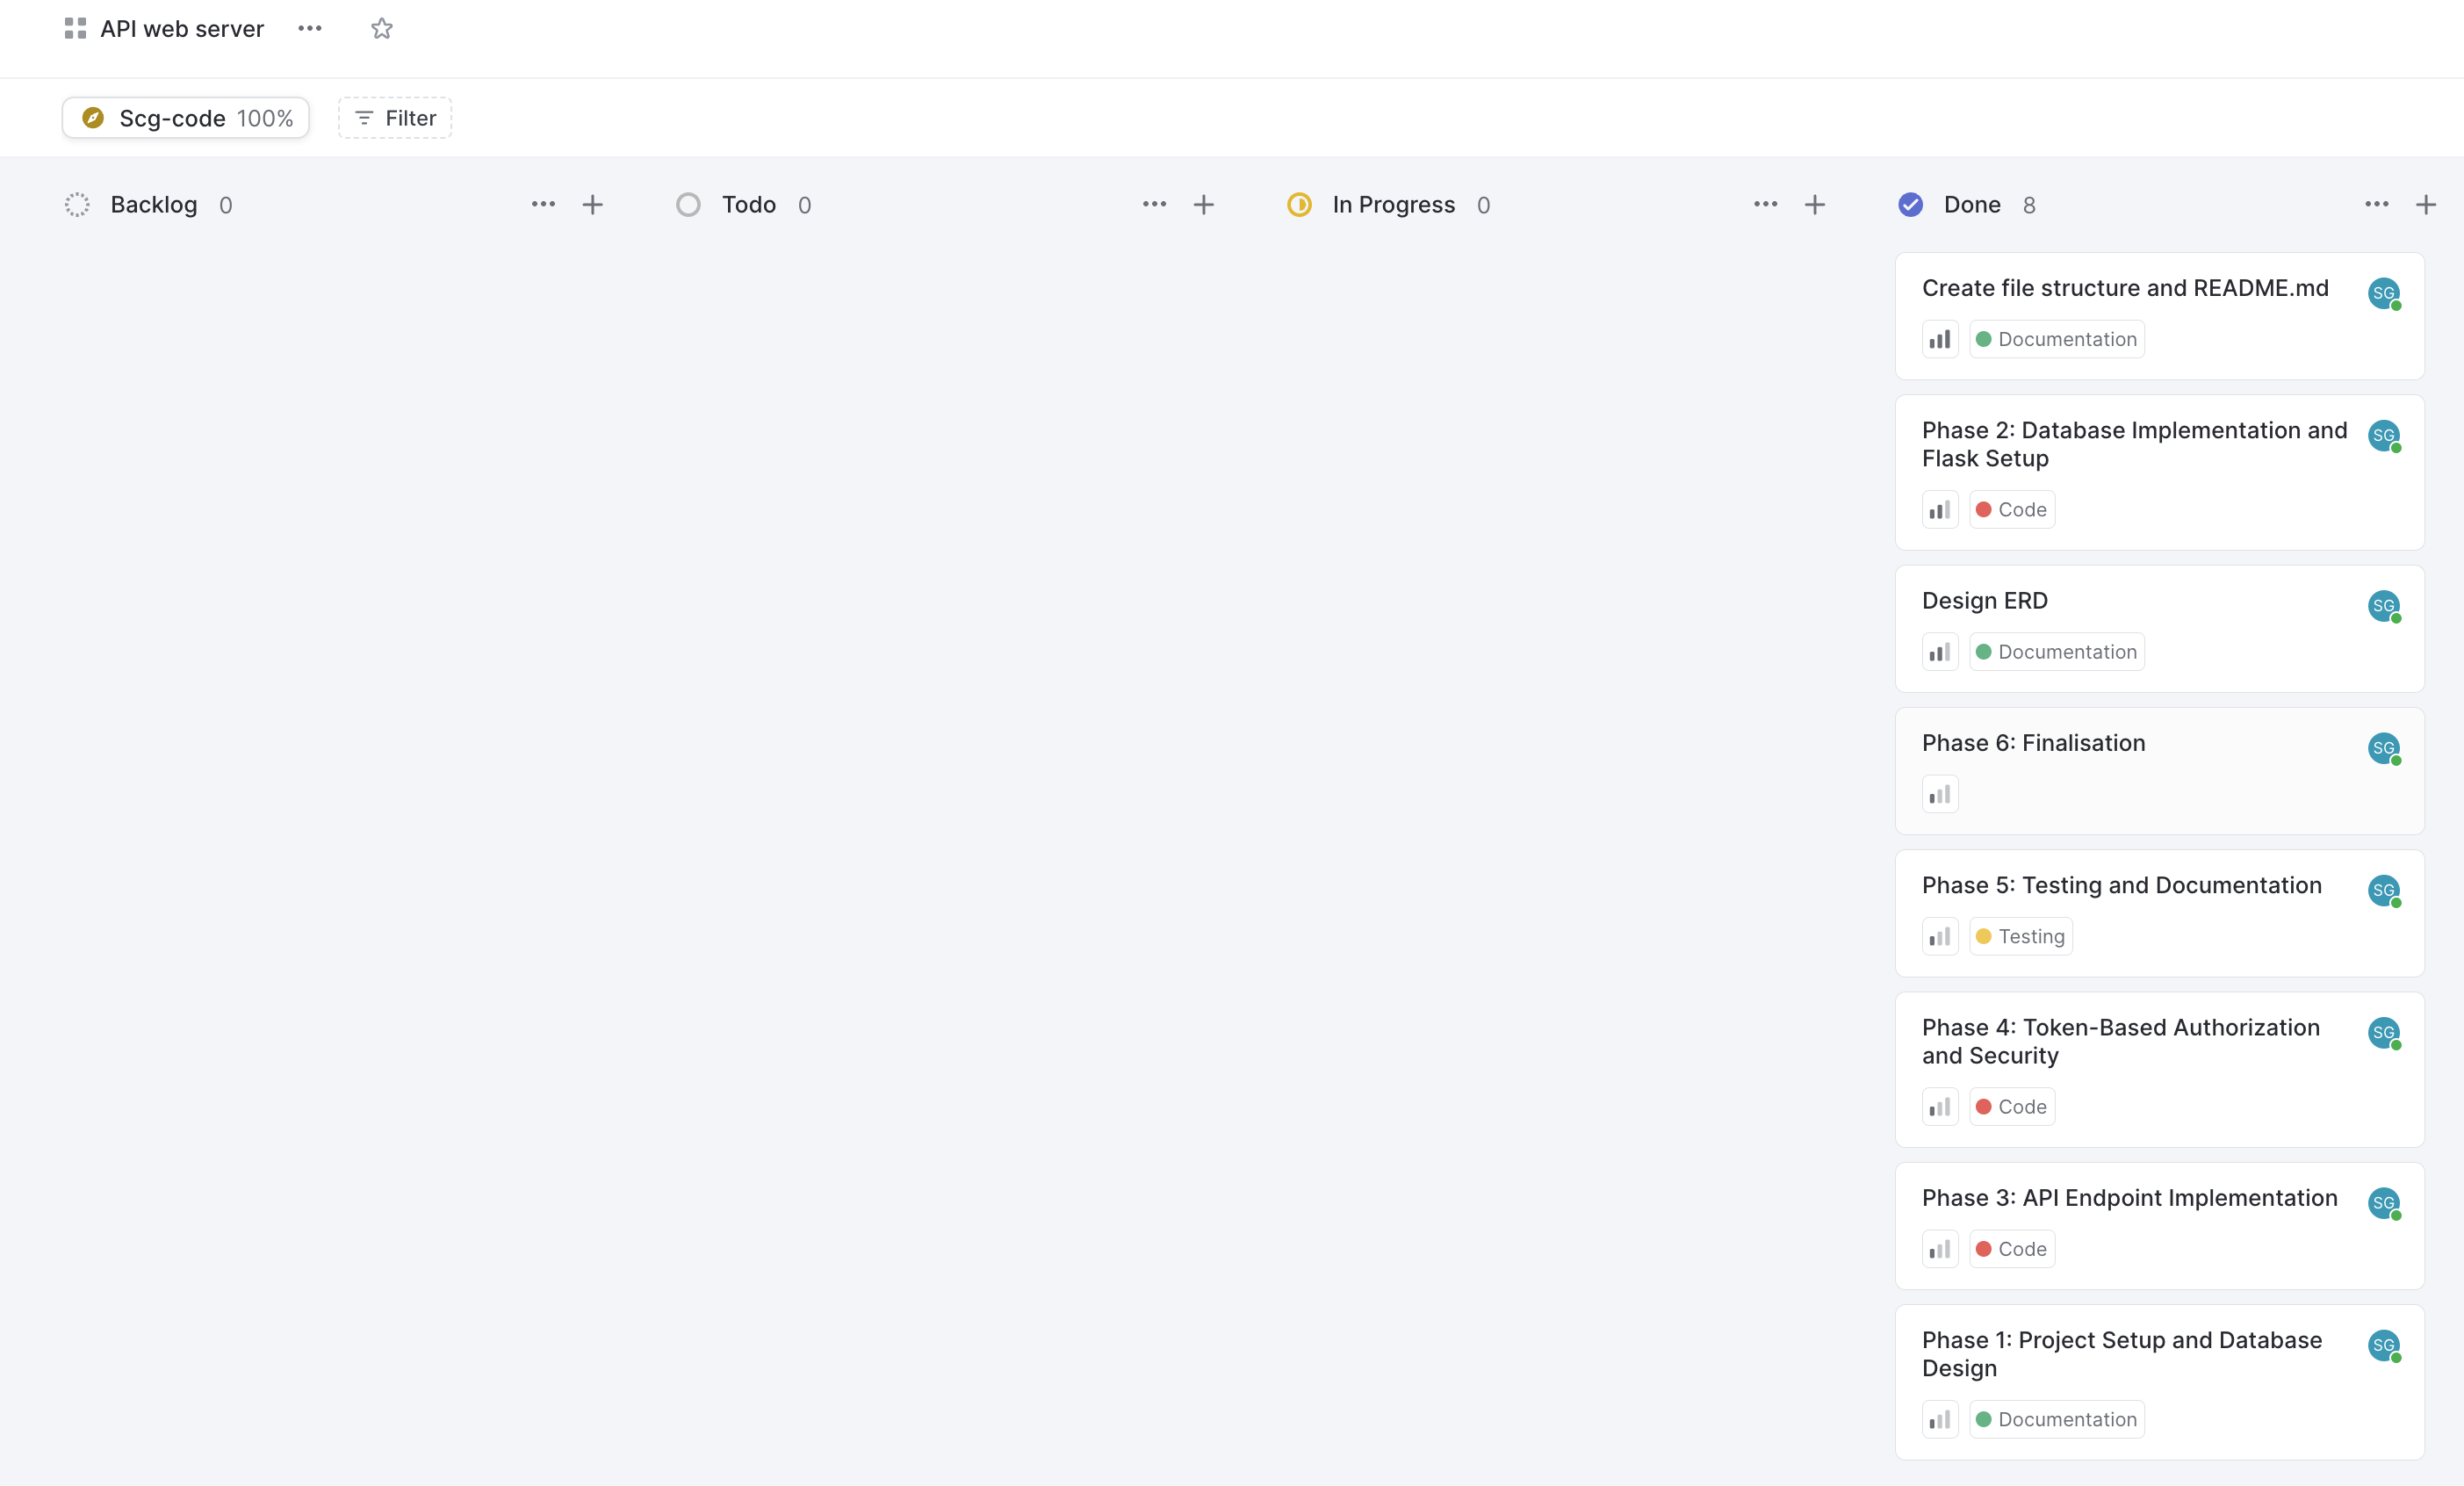 API web server
Scg-code 100%
Filter
Backlog 0
Todo 0
In Progress 0
Done 8
Create file structure and README.md
SG
Documentation
Phase 2: Database Implementation and
Flask Setup
SG
Code
Design ERD
SG
Documentation
Phase 6: Finalisation
SG
Phase 5: Testing and Documentation
SG
Testing
Phase 4: Token-Based Authorization
and Security
SG
Code
Phase 3: API Endpoint Implementation
SG
Code
Phase 1: Project Setup and Database
Design
SG
Documentation